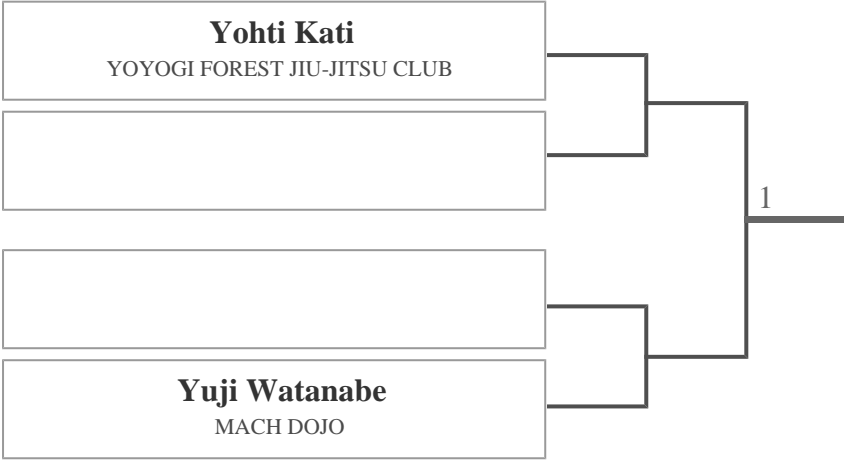 Yohti Kati
YOYOGI FOREST JIU-JITSU CLUB
1
Yuji Watanabe
MACH DOJO